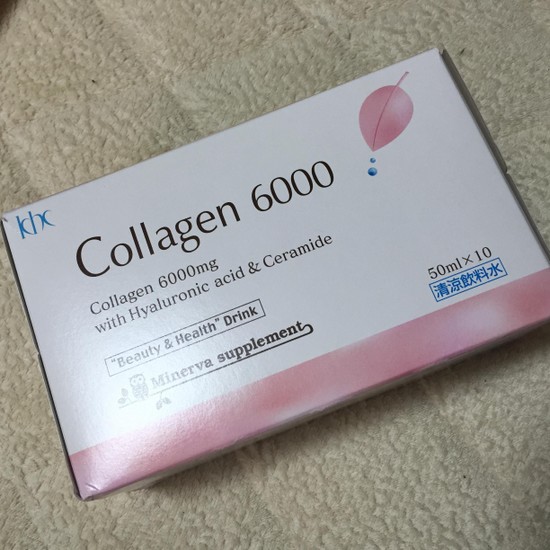 khc
Collagen 6000
Collagen 6000mg
with Hyaluronic acid & Ceramide
"Beauty & Health" Drink
Minerva supplement
50ml×10
清涼飲料水